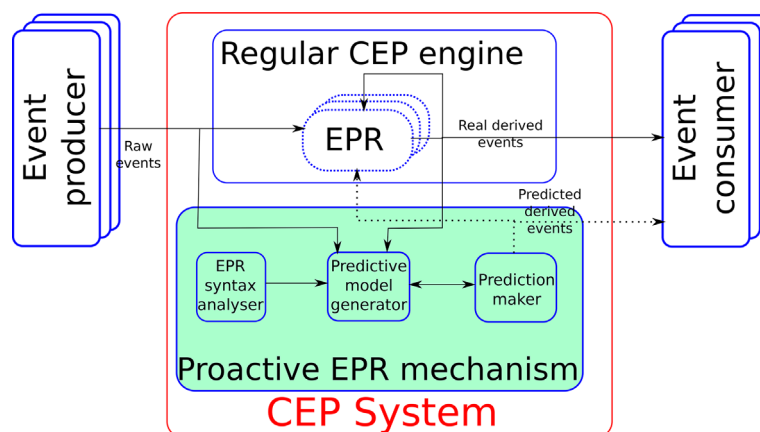 Event
producer
Raw
events
Regular CEP engine
EPR
Real derived
events
Predicted
derived
events
Event
consumer
EPR
syntax
analyser
Predictive
model
generator
Prediction
maker
Proactive EPR mechanism
CEP System